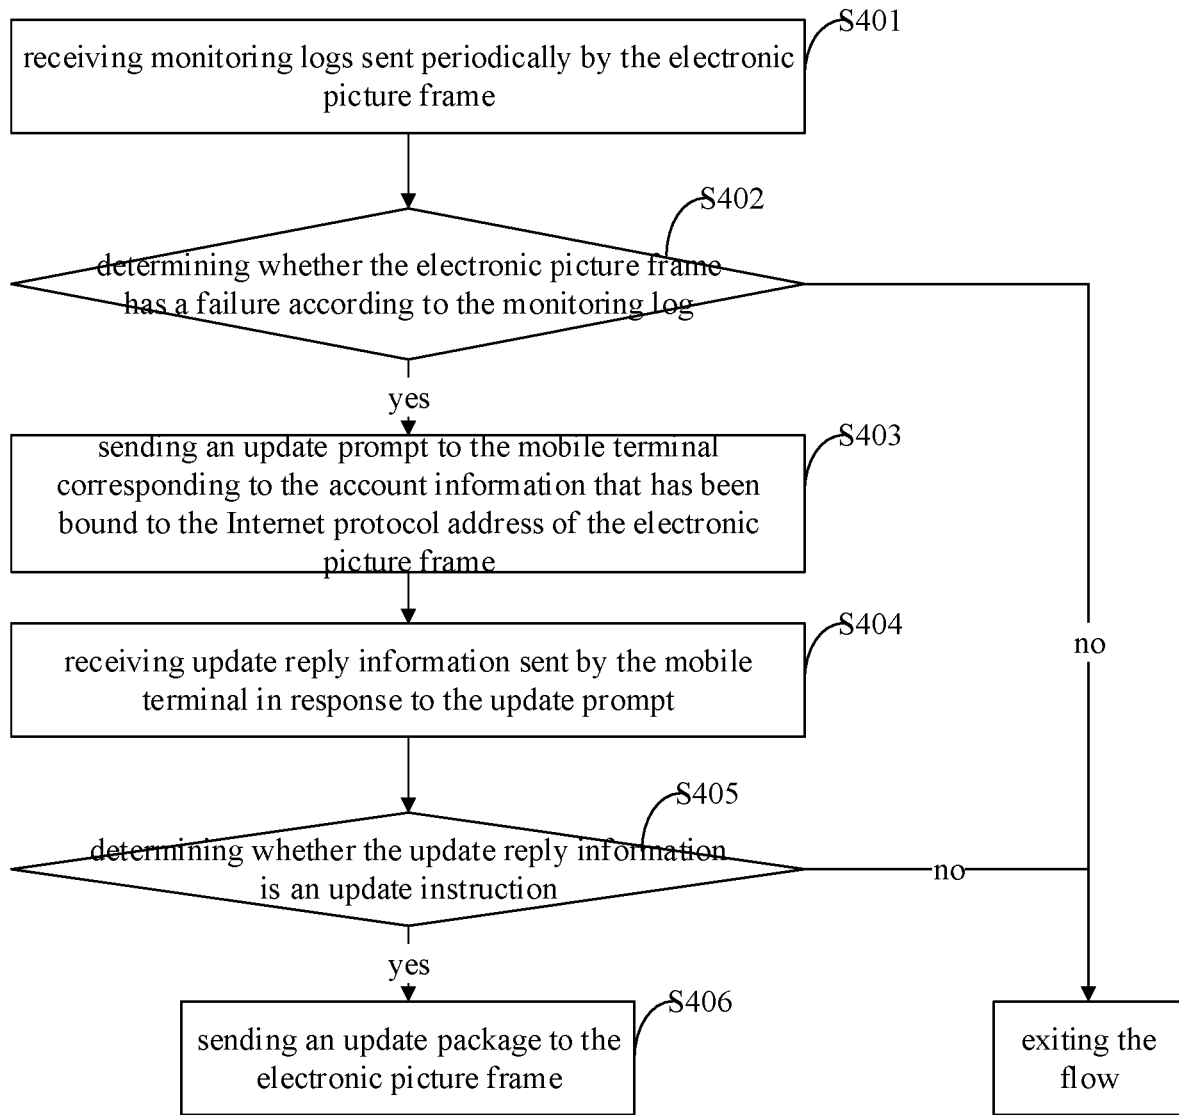 S401
receiving monitoring logs sent periodically by the electronic
picture frame
S402
determining whether the electronic picture frame
has a failure according to the monitoring log
yes
S403
sending an update prompt to the mobile terminal
corresponding to the account information that has been
bound to the Internet protocol address of the electronic
picture frame
S404
receiving update reply information sent by the mobile
terminal in response to the update prompt
no
S405
determining whether the update reply information
is an update instruction
no
yes
S406
sending an update package to the
electronic picture frame
exiting the
flow